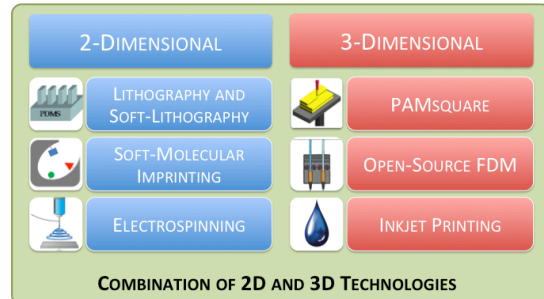 2-Dimensional
3-Dimensional
PDMS
Lithography and
Soft-Lithography
PAMsquare
Soft-Molecular
Imprinting
Open-Source FDM
Electrospinning
Inkjet Printing
Combination of 2D and 3D Technologies